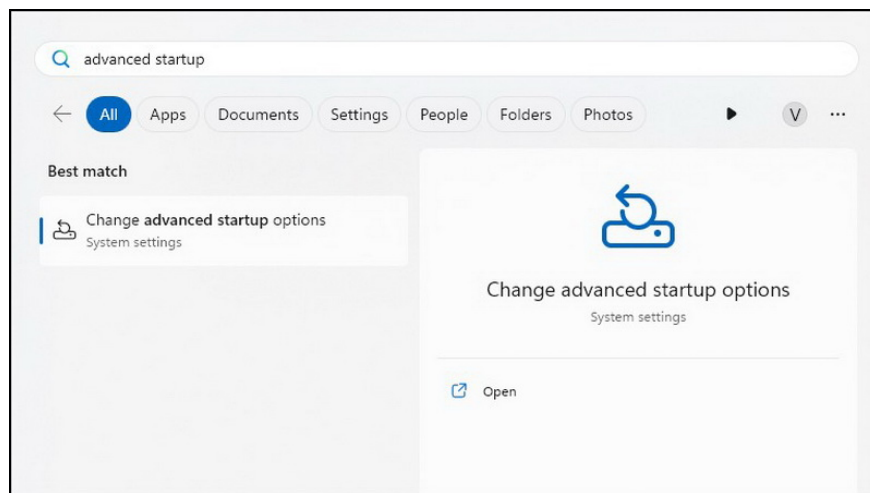 advanced startup
All Apps Documents Settings People Folders Photos V ...
Best match
Change advanced startup options
System settings
Change advanced startup options
System settings
Open